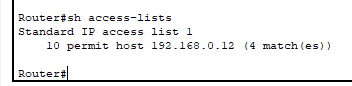 Router#sh access-lists
Standard IP access list 1
    10 permit host 192.168.0.12 (4 match(es))
Router#